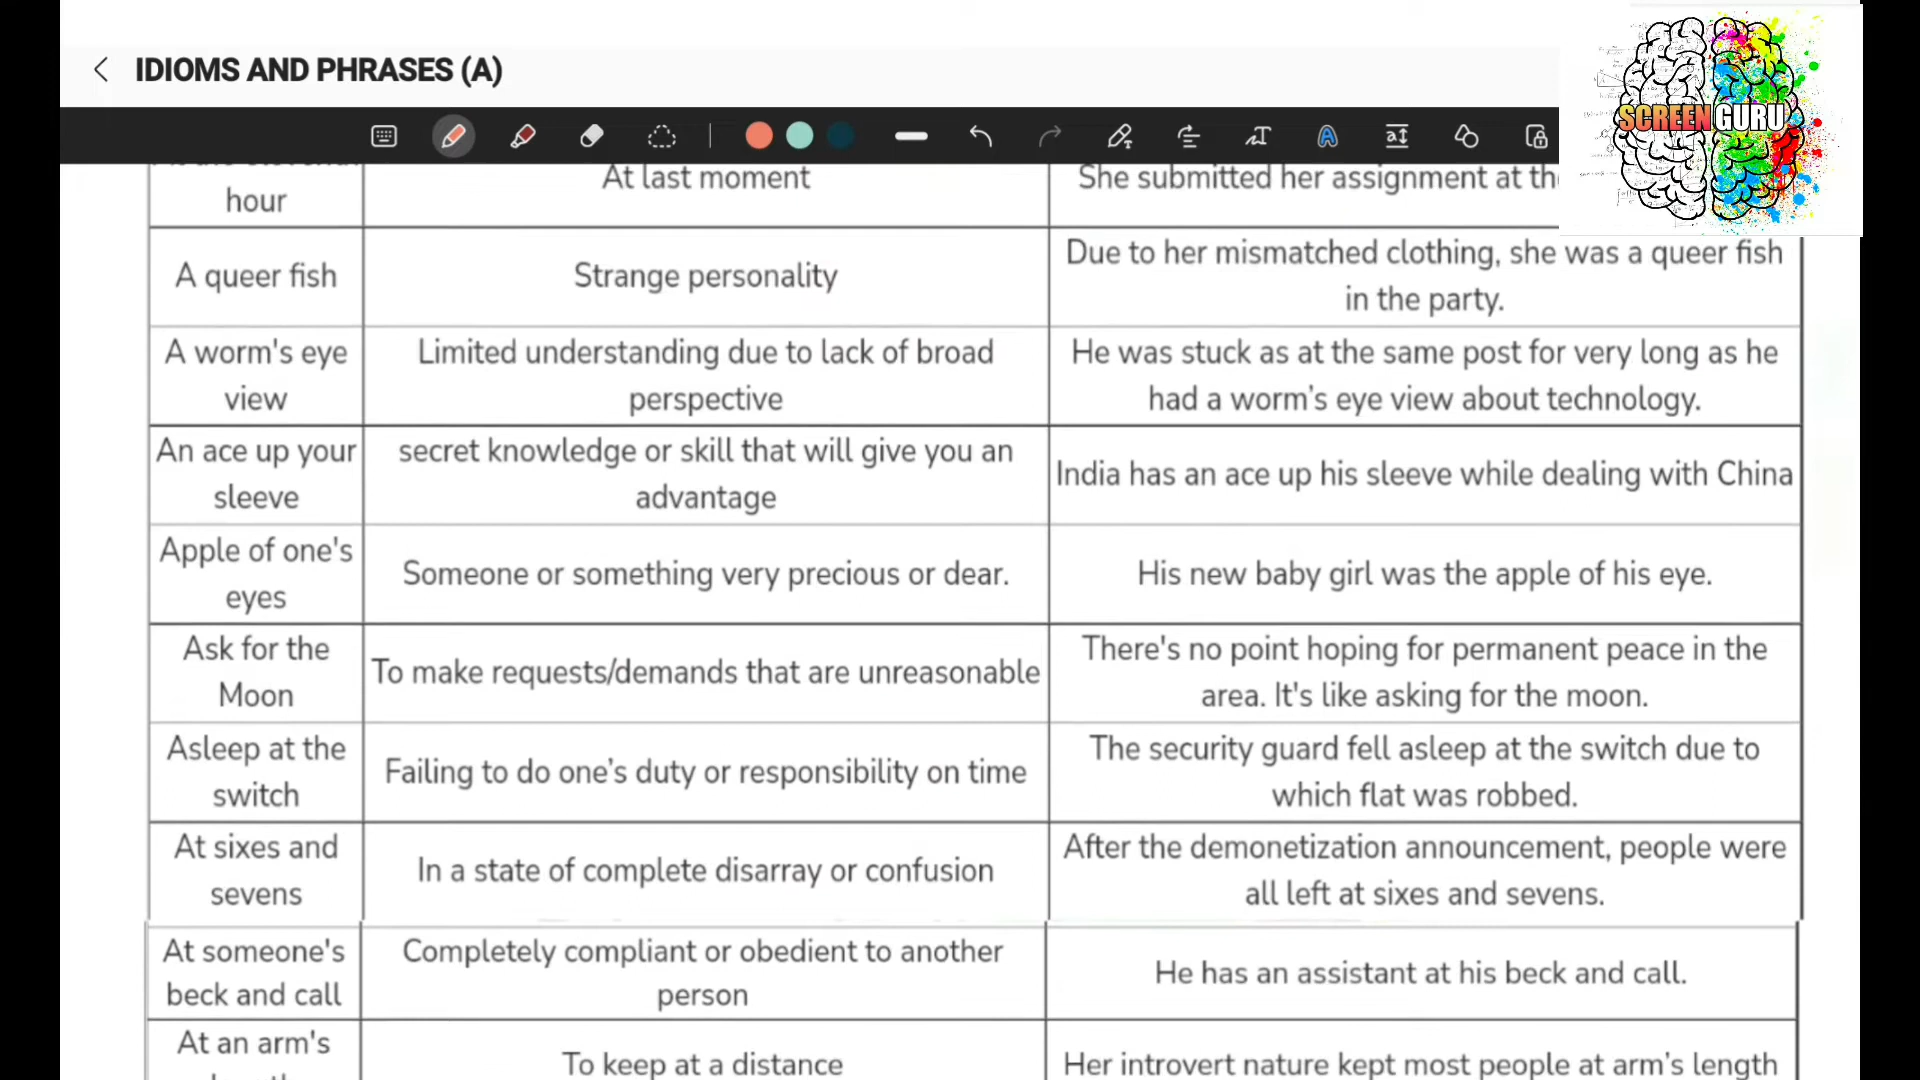 IDIOMS AND PHRASES (A)
SCREEN GURU
hour
At last moment
She submitted her assignment at the
A queer fish
Strange personality
Due to her mismatched clothing, she was a queer fish
in the party.
A worm's eye
view
Limited understanding due to lack of broad
perspective
He was stuck as at the same post for very long as he
had a worm's eye view about technology.
An ace up your
sleeve
secret knowledge or skill that will give you an
advantage
India has an ace up his sleeve while dealing with China
Apple of one's
eyes
Someone or something very precious or dear.
His new baby girl was the apple of his eye.
Ask for the
Moon
To make requests/demands that are unreasonable
There's no point hoping for permanent peace in the
area. It's like asking for the moon.
Asleep at the
switch
Failing to do one's duty or responsibility on time
The security guard fell asleep at the switch due to
which flat was robbed.
At sixes and
sevens
In a state of complete disarray or confusion
After the demonetization announcement, people were
all left at sixes and sevens.
At someone's
beck and call
Completely compliant or obedient to another
person
He has an assistant at his beck and call.
At an arm's
To keep at a distance
Her introvert nature kept most people at arm's length